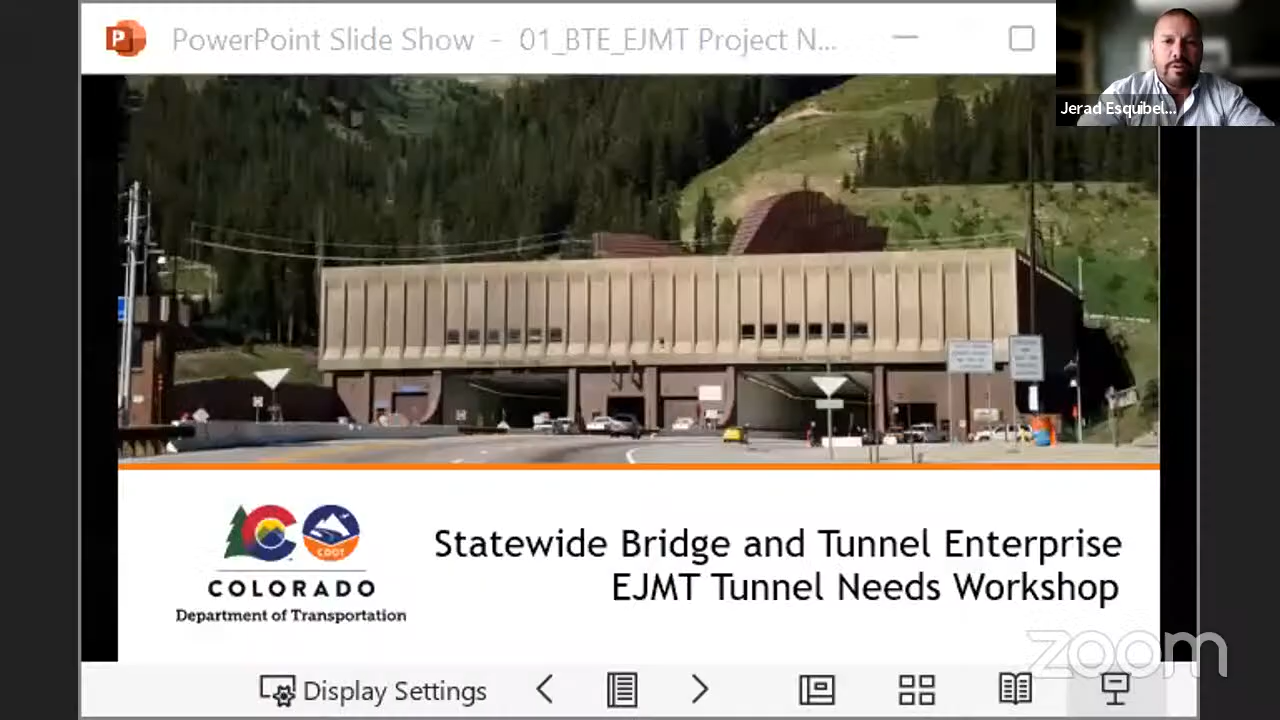 PowerPoint Slide Show - 01_BTE_EJMT Project N...
Jerad Esquibel...
CDOT
COLORADO
Department of Transportation
Statewide Bridge and Tunnel Enterprise
EJMT Tunnel Needs Workshop
zoom
Display Settings